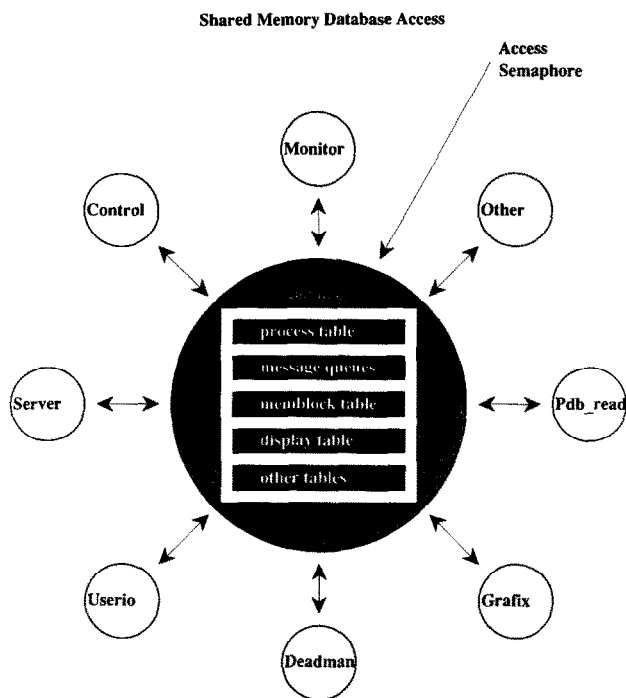 Shared Memory Database Access
Access
Semaphore
Monitor
Control
Other
process table
message queues
Server
memblock table
Pdb_read
display table
other tables
Userio
Grafix
Deadman